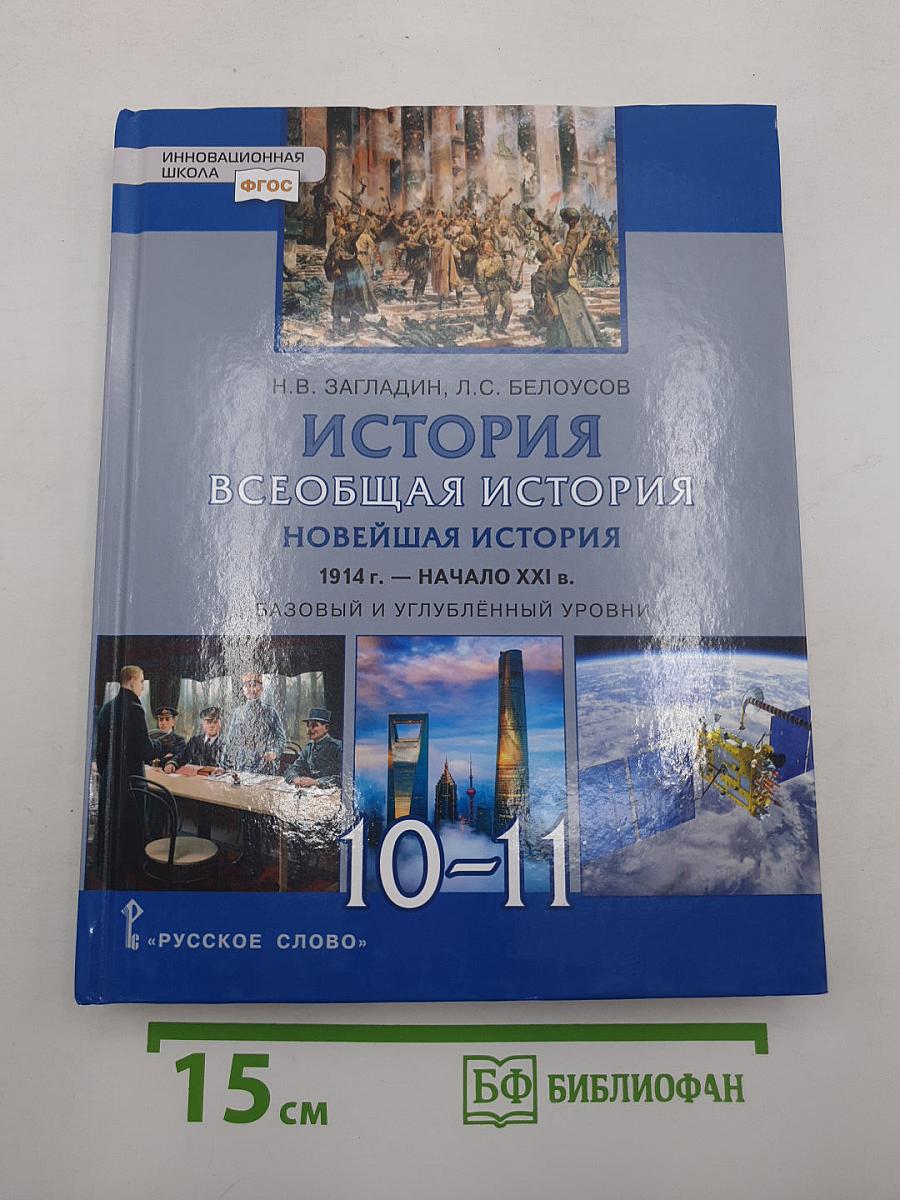 ИННОВАЦИОННАЯ
ШКОЛА
ФГОС
Н.В. ЗАГЛАДИН, Л.С. БЕЛОУСОВ
ИСТОРИЯ
ВСЕОБЩАЯ ИСТОРИЯ
НОВЕЙШАЯ ИСТОРИЯ
1914 г. — НАЧАЛО XXI в.
БАЗОВЫЙ И УГЛУБЛЁННЫЙ УРОВНИ
10–11
РС «РУССКОЕ СЛОВО»
15 см
БФ БИБЛИОФАН